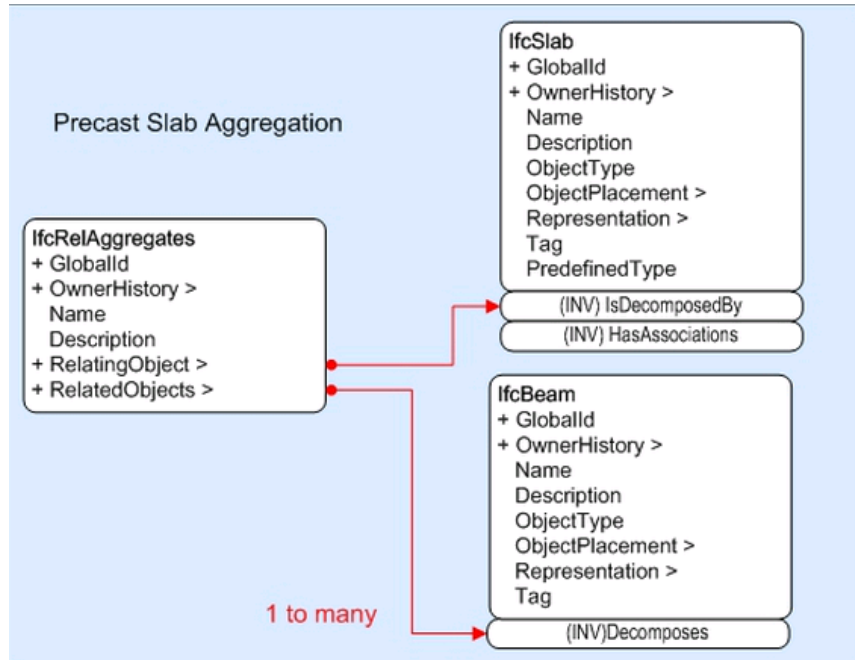 Precast Slab Aggregation
IfcRelAggregates
+ GlobalId
+ OwnerHistory >
Name
Description
+ RelatingObject >
+ RelatedObjects >
IfcSlab
+ GlobalId
+ OwnerHistory >
Name
Description
ObjectType
ObjectPlacement >
Representation >
Tag
PredefinedType
(INV) IsDecomposedBy
(INV) HasAssociations
IfcBeam
+ GlobalId
+ OwnerHistory >
Name
Description
ObjectType
ObjectPlacement >
Representation >
Tag
(INV)Decomposes
1 to many